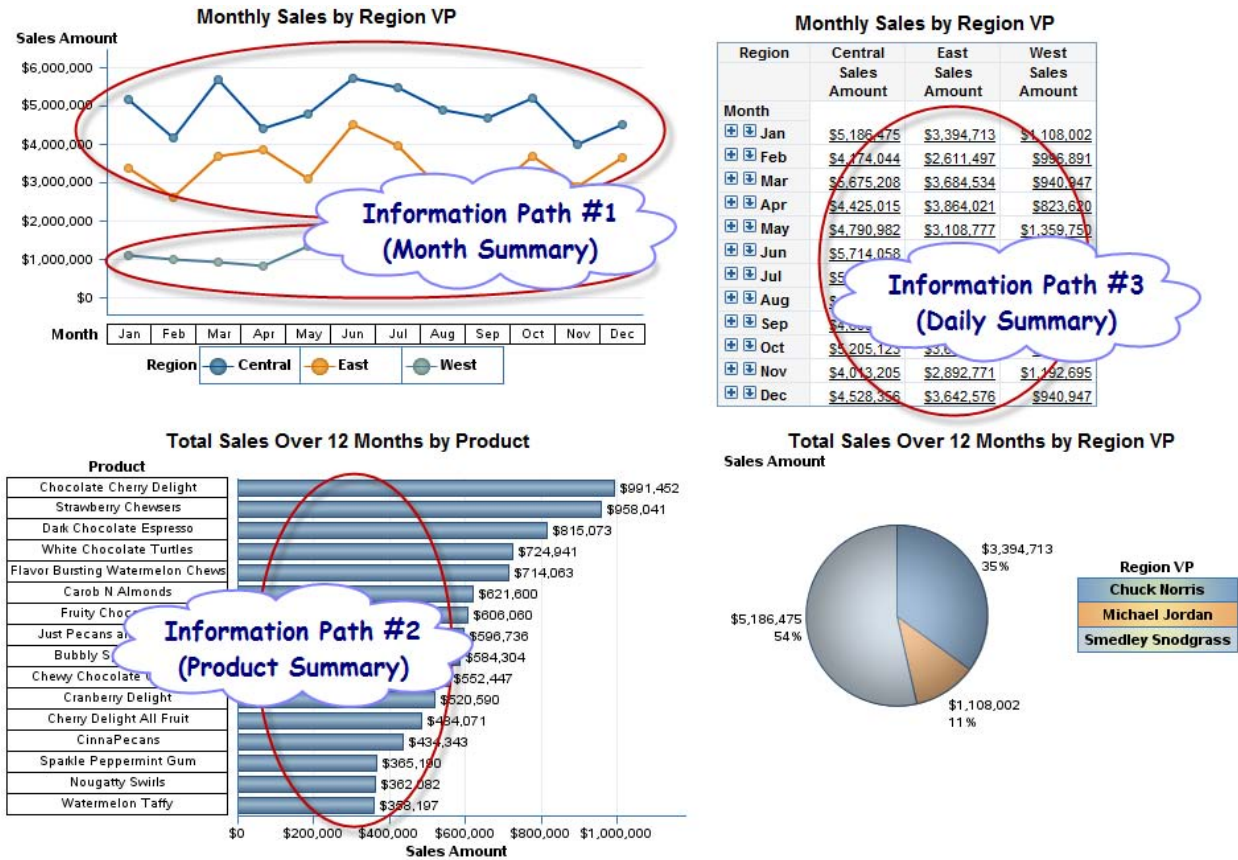 Monthly Sales by Region VP
Sales Amount
$6,000,000
$5,000,000
$4,000,000
$3,000,000
$2,000,000
$1,000,000
$0
Information Path #1
(Month Summary)
Month Jan Feb Mar Apr May Jun Jul Aug Sep Oct Nov Dec
Region Central East West
Monthly Sales by Region VP
Region Central East West
Sales Sales Sales
Amount Amount Amount
Month
Jan $5,186,475 $3,394,713 $1,108,002
Feb $4,174,044 $2,611,497 $996,891
Mar $5,675,208 $3,684,534 $940,947
Apr $4,425,015 $3,864,021 $823,620
May $4,790,982 $3,108,777 $1,359,750
Jun $5,714,058
Jul
Aug
Sep
Oct $5,205,123
Nov $4,013,205 $2,892,771 $1,192,695
Dec $4,528,356 $3,642,576 $940,947
Information Path #3
(Daily Summary)
Total Sales Over 12 Months by Product
Product
Chocolate Cherry Delight $991,452
Strawberry Chewsers $958,041
Dark Chocolate Espresso $815,073
White Chocolate Turtles $724,941
Flavor Bursting Watermelon Chews $714,063
Carob N Almonds $621,600
Fruity $606,060
Just Pecans $596,736
Bubbly $584,304
Chewy Chocolate $552,447
Cranberry Delight $520,590
Cherry Delight All Fruit $484,071
CinnaPecans $434,343
Sparkle Peppermint Gum $365,190
Nougatty Swirls $362,082
Watermelon Taffy $358,197
Information Path #2
(Product Summary)
$0 $200,000 $400,000 $600,000 $800,000 $1,000,000
Sales Amount
Total Sales Over 12 Months by Region VP
Sales Amount
$3,394,713
35%
$5,186,475
54%
$1,108,002
11%
Region VP
Chuck Norris
Michael Jordan
Smedley Snodgrass